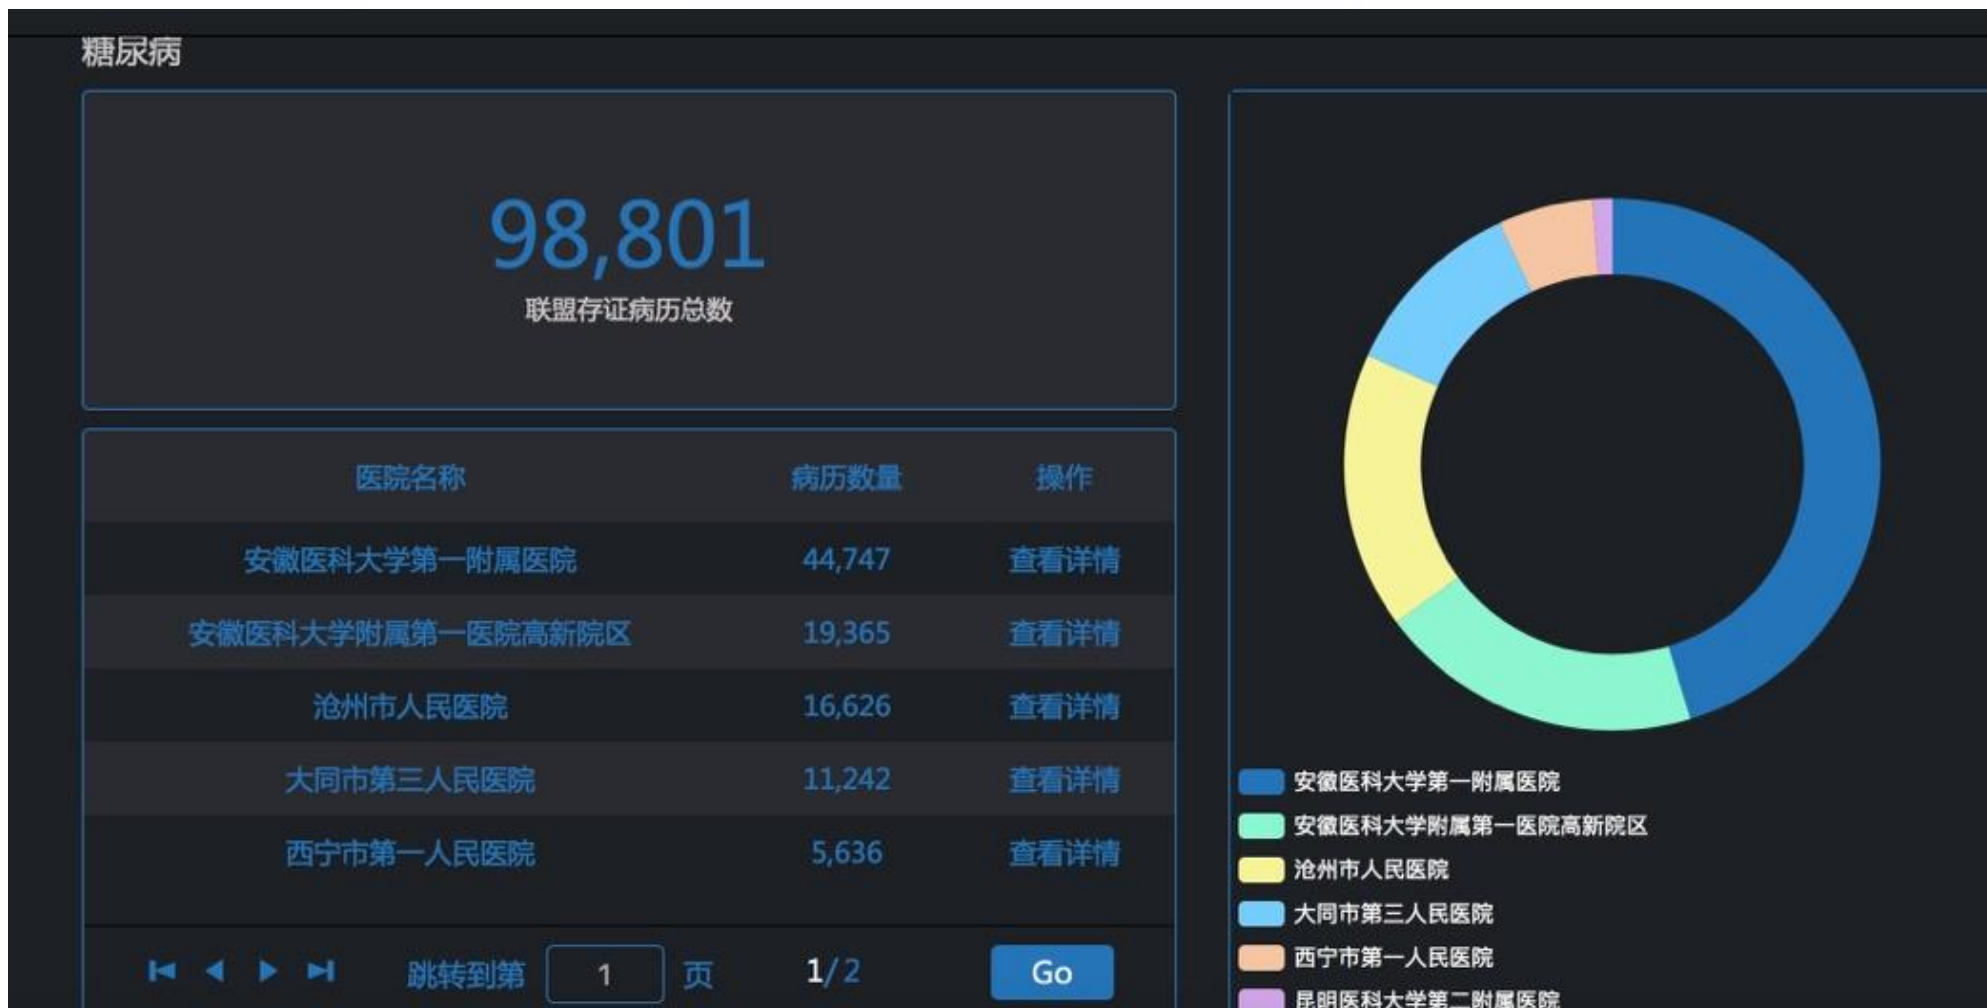 糖尿病
98,801
联盟存证病历总数
医院名称 病历数量 操作
安徽医科大学第一附属医院 44,747 查看详情
安徽医科大学附属第一医院高新院区 19,365 查看详情
沧州市人民医院 16,626 查看详情
大同市第三人民医院 11,242 查看详情
西宁市第一人民医院 5,636 查看详情
跳转到第 1 页 1/2 Go
安徽医科大学第一附属医院
安徽医科大学附属第一医院高新院区
沧州市人民医院
大同市第三人民医院
西宁市第一人民医院
昆明医科大学第二附属医院